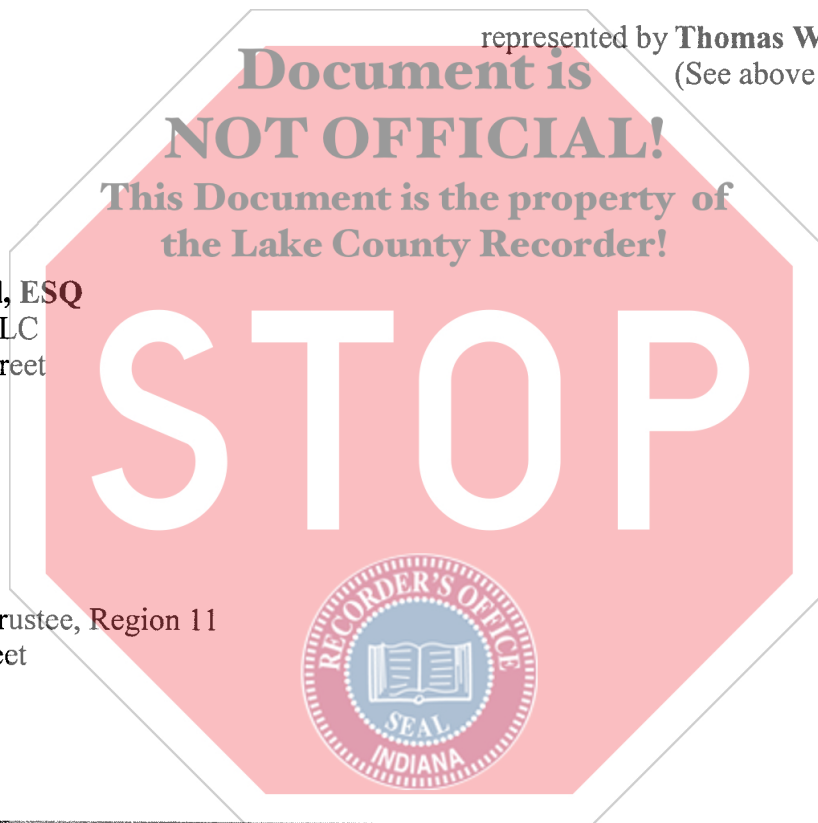 represented by Thomas W
(See above
Document is
NOT OFFICIAL!
This Document is the property of
the Lake County Recorder!
, ESQ
LC
reet
STOP
rustee, Region 11
eet
RECORDER'S OFFICE
SEAL
INDIANA